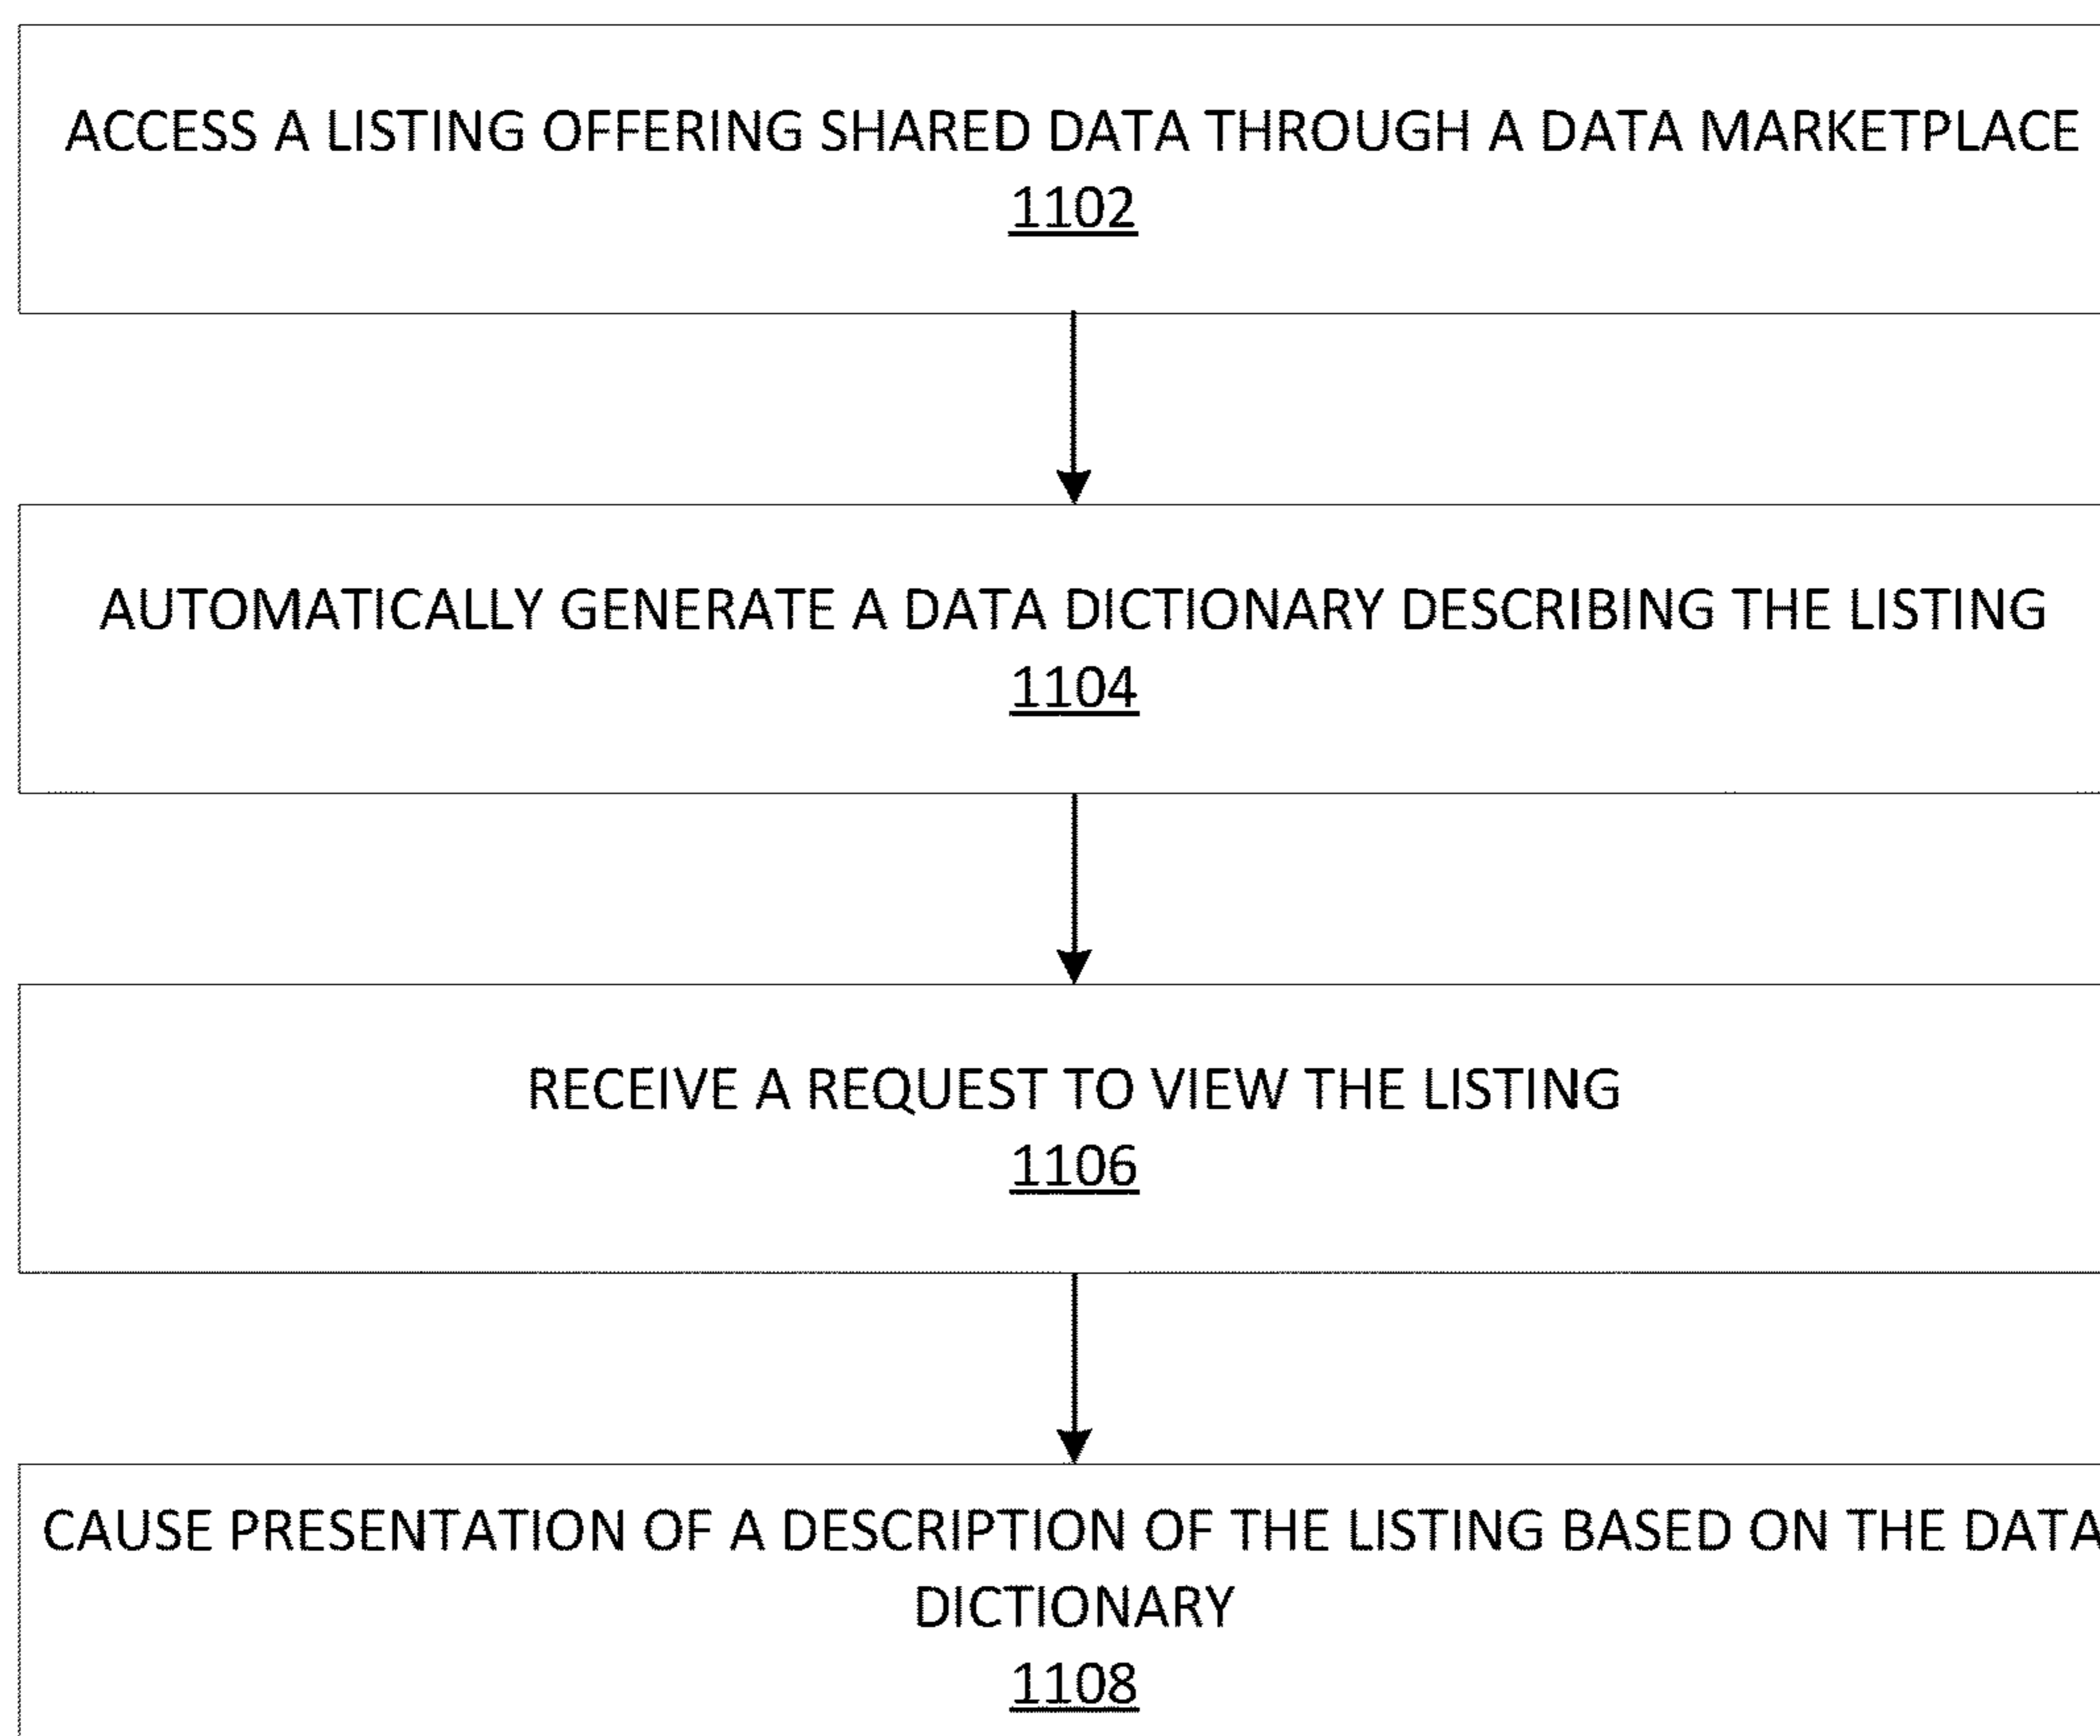 ACCESS A LISTING OFFERING SHARED DATA THROUGH A DATA MARKETPLACE
1102
AUTOMATICALLY GENERATE A DATA DICTIONARY DESCRIBING THE LISTING
1104
RECEIVE A REQUEST TO VIEW THE LISTING
1106
CAUSE PRESENTATION OF A DESCRIPTION OF THE LISTING BASED ON THE DATA
DICTIONARY
1108